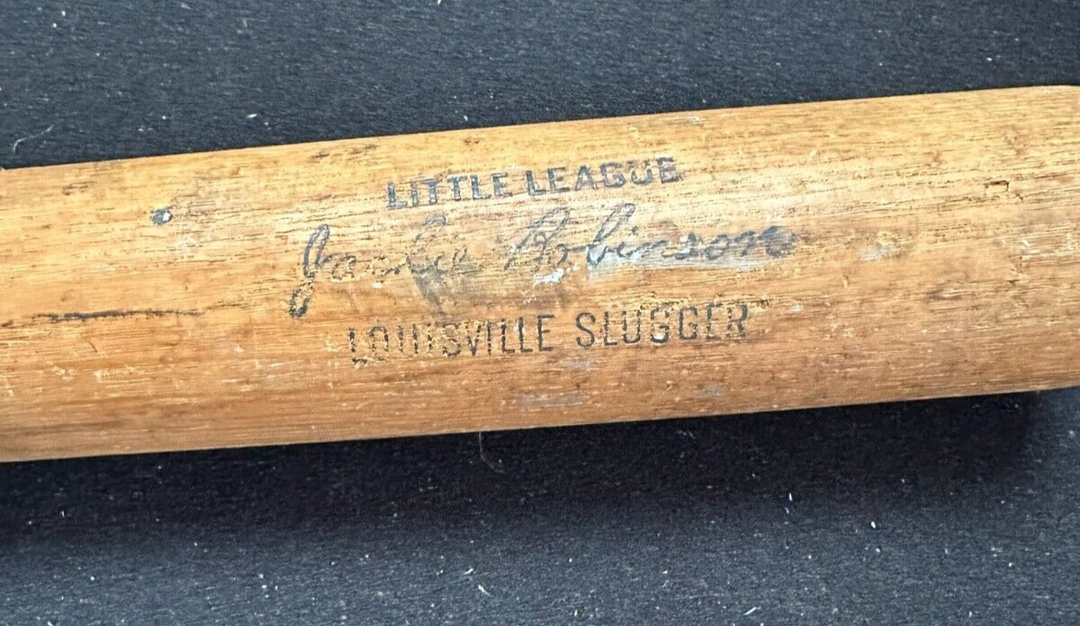 LITTLE LEAGUE
Jackie Robinson
LOUISVILLE SLUGGER